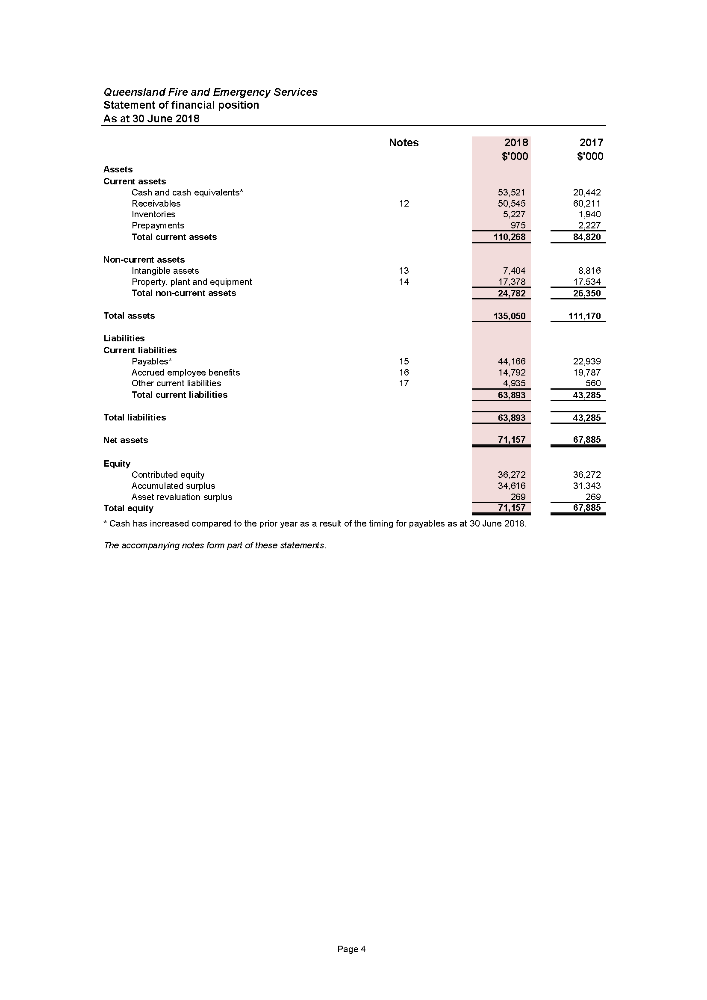 Queensland Fire and Emergency Services
Statement of financial position
As at 30 June 2018
Notes 2018 2017
$'000 $'000
Assets
Current assets
Cash and cash equivalents* 53,521 20,442
Receivables 12 50,545 60,211
Inventories 5,227 1,940
Prepayments 975 2,227
Total current assets 110,268 84,820
Non-current assets
Intangible assets 13 7,404 8,816
Property, plant and equipment 14 17,378 17,534
Total non-current assets 24,782 26,350
Total assets 135,050 111,170
Liabilities
Current liabilities
Payables* 15 44,166 22,939
Accrued employee benefits 16 14,792 19,787
Other current liabilities 17 4,935 560
Total current liabilities 63,893 43,285
Total liabilities 63,893 43,285
Net assets 71,157 67,885
Equity
Contributed equity 36,272 36,272
Accumulated surplus 34,616 31,343
Asset revaluation surplus 269 269
Total equity 71,157 67,885
* Cash has increased compared to the prior year as a result of the timing for payables as at 30 June 2018.
The accompanying notes form part of these statements.
Page 4